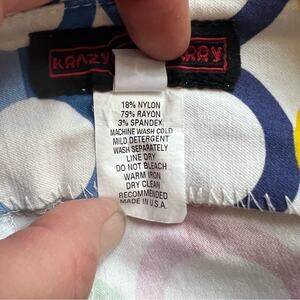 KRAZY
RRY
18% NYLON
79% RAYON
3% SPANDEX
MACHINE WASH COLD
MILD DETERGENT
WASH SEPARATELY
LINE DRY
DO NOT BLEACH
WARM IRON
DRY CLEAN
RECOMMENDED
MADE IN U.S.A.